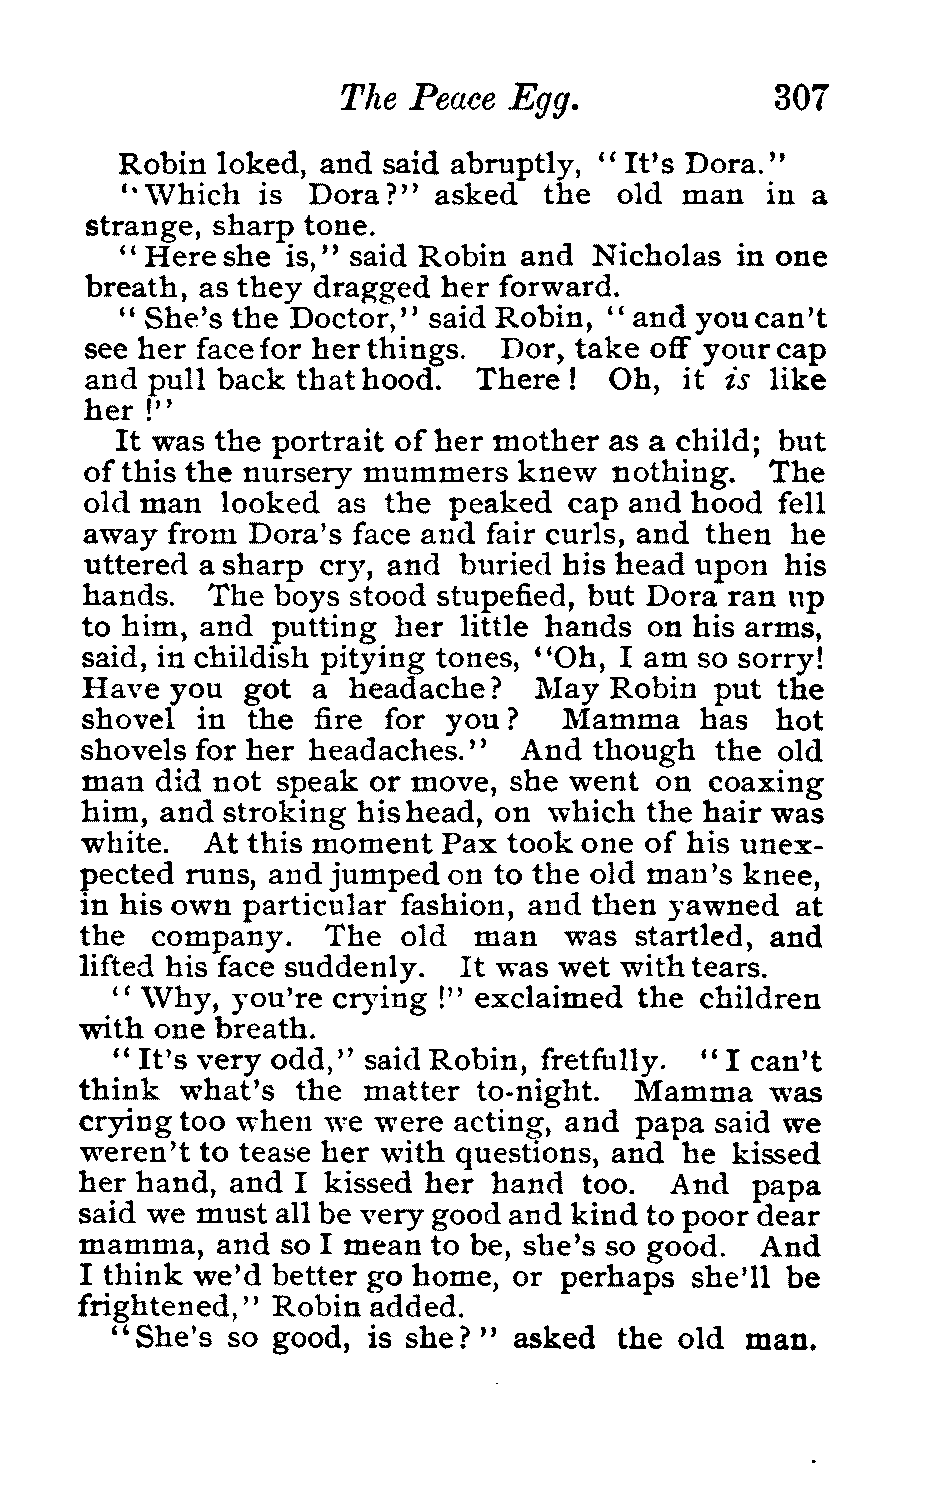 The Peace Egg. 307
Robin loked, and said abruptly, "It's Dora."
"Which is Dora?" asked the old man in a
strange, sharp tone.
"Here she is," said Robin and Nicholas in one
breath, as they dragged her forward.
"She's the Doctor," said Robin, "and you can't
see her face for her things. Dor, take off your cap
and pull back that hood. There! Oh, it is like
her!"
It was the portrait of her mother as a child; but
of this the nursery mummers knew nothing. The
old man looked as the peaked cap and hood fell
away from Dora's face and fair curls, and then he
uttered a sharp cry, and buried his head upon his
hands. The boys stood stupefied, but Dora ran up
to him, and putting her little hands on his arms,
said, in childish pitying tones, "Oh, I am so sorry!
Have you got a headache? May Robin put the
shovel in the fire for you? Mamma has hot
shovels for her headaches." And though the old
man did not speak or move, she went on coaxing
him, and stroking his head, on which the hair was
white. At this moment Pax took one of his unex-
pected runs, and jumped on to the old man's knee,
in his own particular fashion, and then yawned at
the company. The old man was startled, and
lifted his face suddenly. It was wet with tears.
"Why, you're crying!" exclaimed the children
with one breath.
"It's very odd," said Robin, fretfully. "I can't
think what's the matter to-night. Mamma was
crying too when we were acting, and papa said we
weren't to tease her with questions, and he kissed
her hand, and I kissed her hand too. And papa
said we must all be very good and kind to poor dear
mamma, and so I mean to be, she's so good. And
I think we'd better go home, or perhaps she'll be
frightened," Robin added.
"She's so good, is she?" asked the old man.